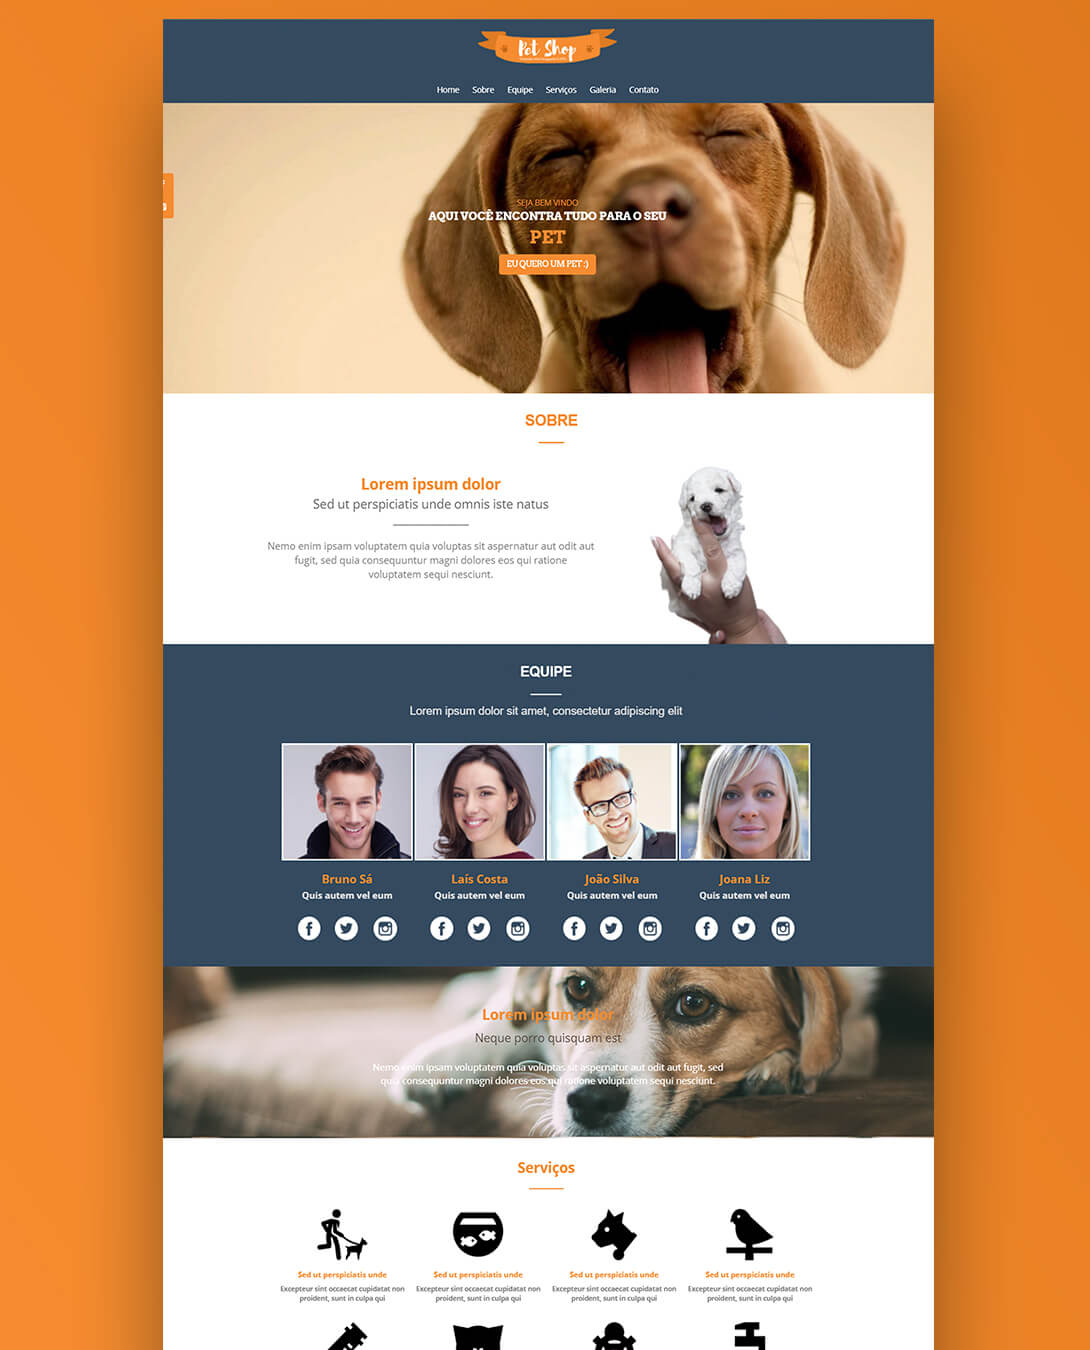 Pet Shop
Home Sobre Equipe Serviços Galeria Contato
SEJA BEM VINDO
AQUI VOCÊ ENCONTRA TUDO PARA O SEU
PET
EU QUERO UM PET :)
SOBRE
Lorem ipsum dolor
Sed ut perspiciatis unde omnis iste natus
Nemo enim ipsam voluptatem quia voluptas sit aspernatur aut odit aut
fugit, sed quia consequuntur magni dolores eos qui ratione
voluptatem sequi nesciunt.
EQUIPE
Lorem ipsum dolor sit amet, consectetur adipiscing elit
Bruno Sá
Quis autem vel eum
Laís Costa
Quis autem vel eum
João Silva
Quis autem vel eum
Joana Liz
Quis autem vel eum
Lorem ipsum dolor
Neque porro quisquam est
Nemo enim ipsam voluptatem quia voluptas sit aspernatur aut odit aut fugit, sed
quia consequuntur magni dolores eos qui ratione voluptatem sequi nesciunt.
Serviços
Sed ut perspiciatis unde
Excepteur sint occaecat cupidatat non
proident, sunt in culpa qui
Sed ut perspiciatis unde
Excepteur sint occaecat cupidatat non
proident, sunt in culpa qui
Sed ut perspiciatis unde
Excepteur sint occaecat cupidatat non
proident, sunt in culpa qui
Sed ut perspiciatis unde
Excepteur sint occaecat cupidatat non
proident, sunt in culpa qui